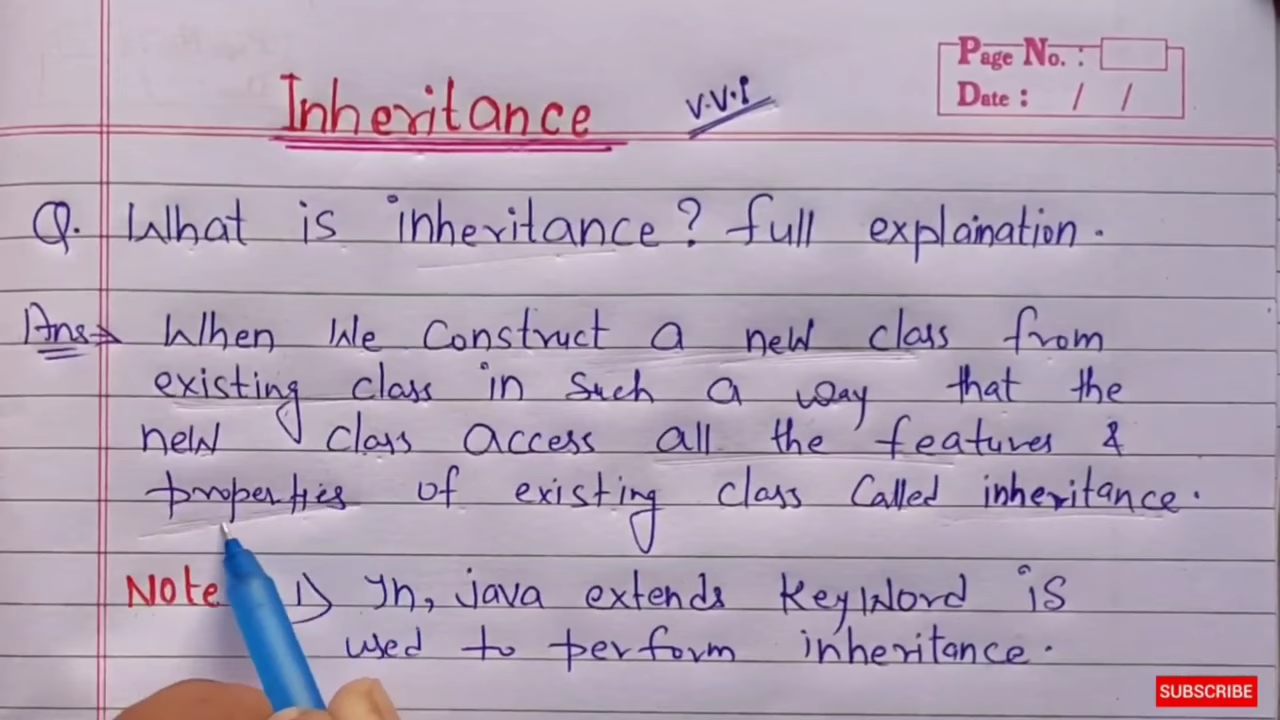 Page No. :
Date : / /
Inheritance V.V.I
Q. What is inheritance? full explaination.
Ans→ When We Construct a new class from
existing class in such a way that the
new class access all the features &
properties of existing class Called inheritance.
Note 1) In, java extends KeyWord is
used to perform inheritance.
SUBSCRIBE